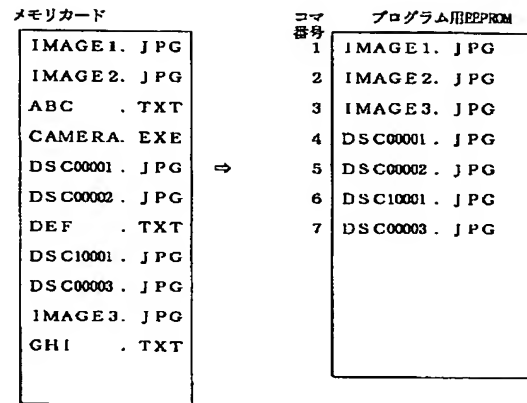 メモリカード
IMAGE1. JPG
IMAGE2. JPG
ABC . TXT
CAMERA. EXE
DSC00001 . JPG
DSC00002 . JPG
DEF . TXT
DSC10001 . JPG
DSC00003 . JPG
IMAGE3. JPG
GHI . TXT
⇒
コマ番号 プログラム用EEPROM
1 IMAGE1. JPG
2 IMAGE2. JPG
3 IMAGE3. JPG
4 DSC00001 . JPG
5 DSC00002 . JPG
6 DSC10001 . JPG
7 DSC00003 . JPG